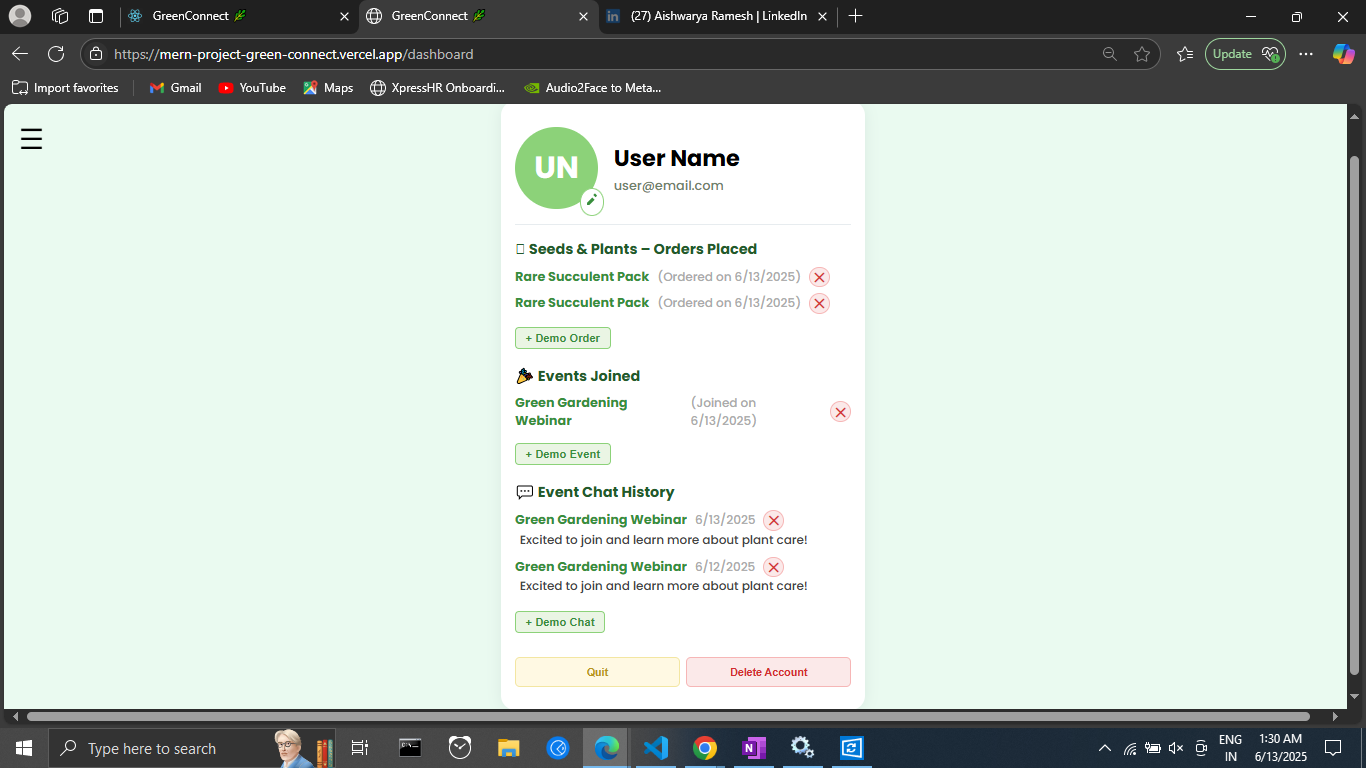 GreenConnect
GreenConnect
(27) Aishwarya Ramesh | LinkedIn
https://mern-project-green-connect.vercel.app/dashboard
Update
Import favorites
Gmail
YouTube
Maps
XpressHR Onboardi...
Audio2Face to Meta...
UN
User Name
user@email.com
Seeds & Plants – Orders Placed
Rare Succulent Pack (Ordered on 6/13/2025)
Rare Succulent Pack (Ordered on 6/13/2025)
+ Demo Order
Events Joined
Green Gardening (Joined on
Webinar 6/13/2025)
+ Demo Event
Event Chat History
Green Gardening Webinar 6/13/2025
Excited to join and learn more about plant care!
Green Gardening Webinar 6/12/2025
Excited to join and learn more about plant care!
+ Demo Chat
Quit
Delete Account
Type here to search
ENG
IN
1:30 AM
6/13/2025